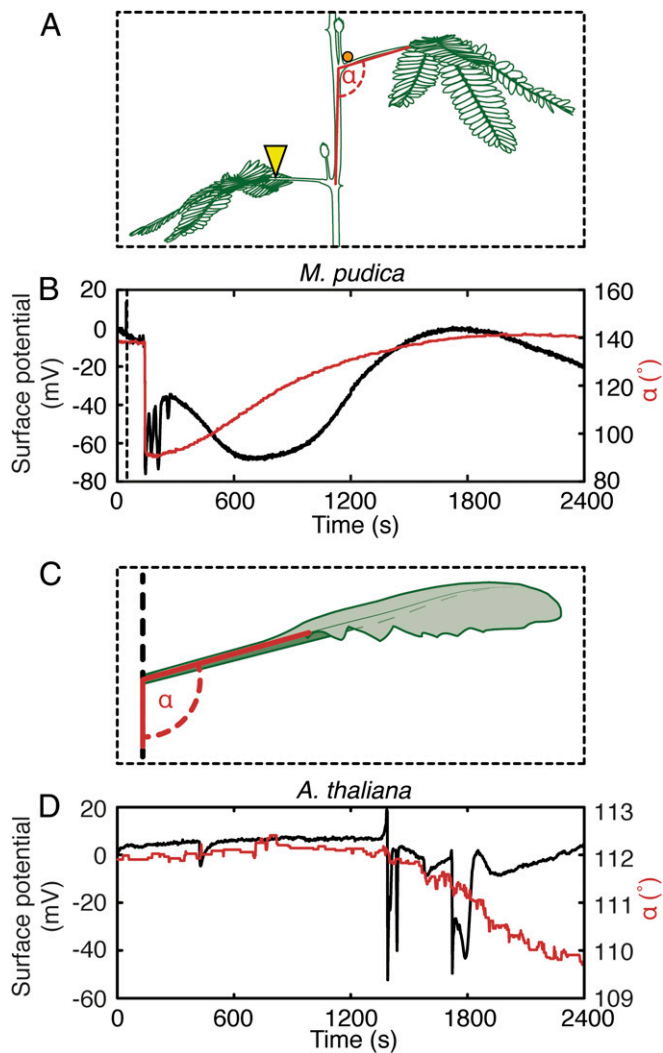 A
α
B
M. pudica
Surface potential
(mV)
20
0
-20
-40
-60
-80
160
140
120
100
80
α (°)
0
600
1200
1800
2400
Time (s)
C
α
D
A. thaliana
Surface potential
(mV)
20
0
-20
-40
-60
113
112
111
110
109
α (°)
0
600
1200
1800
2400
Time (s)